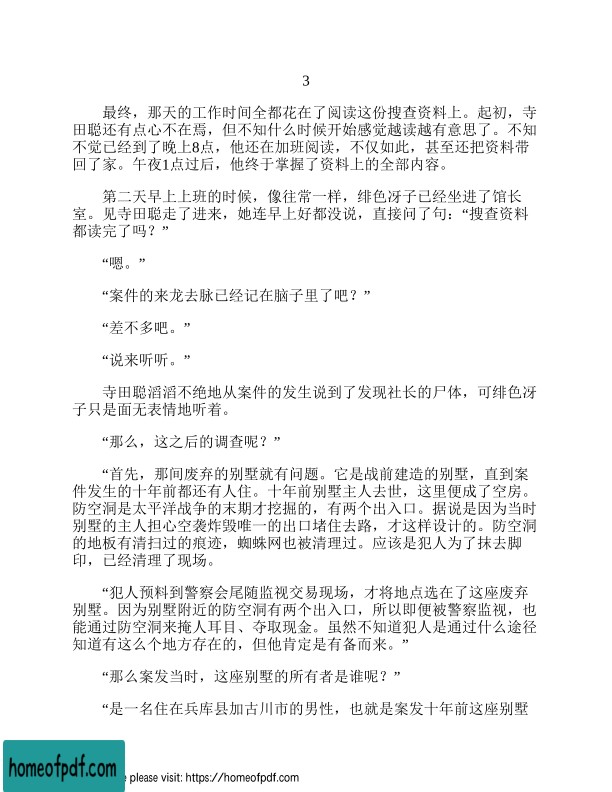 3
最终，那天的工作时间全都花在了阅读这份搜查资料上。起初，寺
田聪还有点心不在焉，但不知什么时候开始感觉越读越有意思了。不知
不觉已经到了晚上8点，他还在加班阅读，不仅如此，甚至还把资料带
回了家。午夜1点过后，他终于掌握了资料上的全部内容。
第二天早上上班的时候，像往常一样，绯色冴子已经坐进了馆长
室。见寺田聪走了进来，她连早上好都没说，直接问了句：“搜查资料
都读完了吗？”
“嗯。”
“案件的来龙去脉已经记在脑子里了吧？”
“差不多吧。”
“说来听听。”
寺田聪滔滔不绝地从案件的发生说到了发现社长的尸体，可绯色冴
子只是面无表情地听着。
“那么，这之后的调查呢？”
“首先，那间废弃的别墅就有问题。它是战前建造的别墅，直到案
件发生的十年前都还有人住。十年前别墅主人去世，这里便成了空房。
防空洞是太平洋战争的末期才挖掘的，有两个出入口。据说是因为当时
别墅的主人担心空袭炸毁唯一的出口堵住去路，才这样设计的。防空洞
的地板有清扫过的痕迹，蜘蛛网也被清理过。应该是犯人为了抹去脚
印，已经清理了现场。
“犯人预料到警察会尾随监视交易现场，才将地点选在了这座废弃
别墅。因为别墅附近的防空洞有两个出入口，所以即便被警察监视，也
能通过防空洞来掩人耳目、夺取现金。虽然不知道犯人是通过什么途径
知道有这么个地方存在的，但他肯定是有备而来。”
“那么案发当时，这座别墅的所有者是谁呢？”
“是一名住在兵库县加古川市的男性，也就是案发十年前这座别墅
homeofpdf.com
e please visit: https://homeofpdf.com